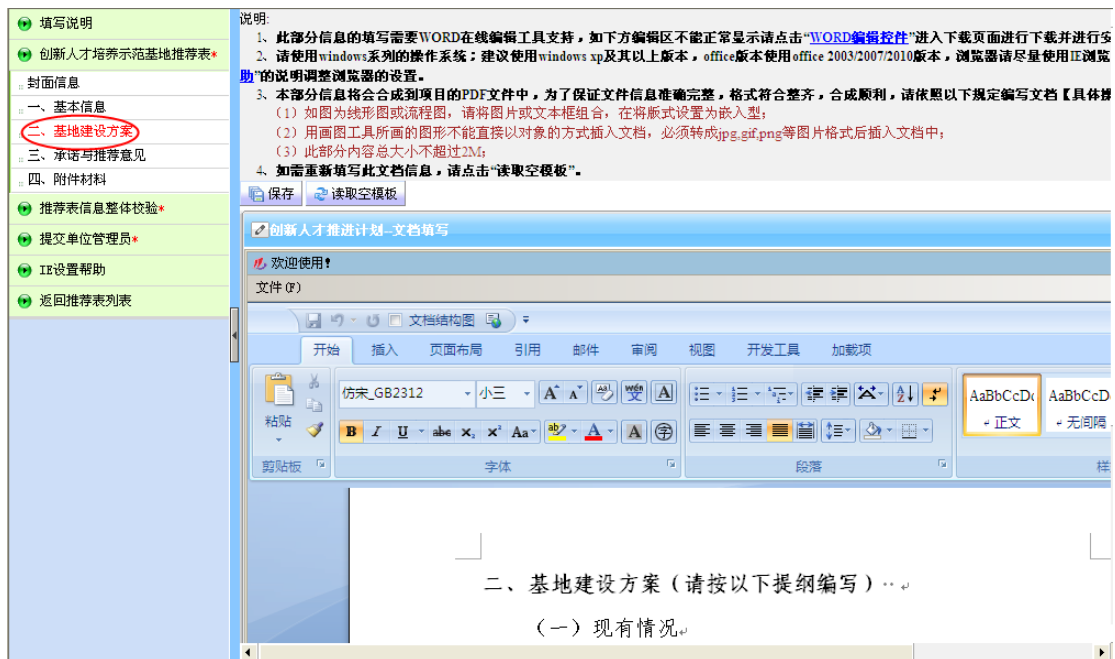 填写说明
创新人才培养示范基地推荐表*
封面信息
一、基本信息
二、基地建设方案
三、承诺与推荐意见
四、附件材料
推荐表信息整体校验*
提交单位管理员*
IE设置帮助
返回推荐表列表
说明:
1、此部分信息的填写需要WORD在线编辑工具支持，如下方编辑区不能正常显示请点击“WORD编辑控件”进入下载页面进行下载并进行安
2、请使用windows系列的操作系统；建议使用windows xp及其以上版本，office版本使用office 2003/2007/2010版本，浏览器请尽量使用IE浏览
助”的说明调整浏览器的设置。
3、本部分信息将会合成到项目的PDF文件中，为了保证文件信息准确完整，格式符合整齐，合成顺利，请依照以下规定编写文档【具体操
（1）如图为线形图或流程图，请将图片或文本框组合，在将版式设置为嵌入型；
（2）用画图工具所画的图形不能直接以对象的方式插入文档，必须转成jpg,gif,png等图片格式后插入文档中；
（3）此部分内容总大小不超过2M；
4、如需重新填写此文档信息，请点击“读取空模板”。
保存 读取空模板
创新人才推进计划—文档填写
欢迎使用!
文件(F)
文档结构图
开始 插入 页面布局 引用 邮件 审阅 视图 开发工具 加载项
仿宋_GB2312 小三 A A wén 文 A
粘贴 B I U abc x₂ x² Aa ab A A 字
AaBbCcD AaBbCcD
正文 无间隔
剪贴板 字体 段落 样
二、基地建设方案（请按以下提纲编写）
（一）现有情况